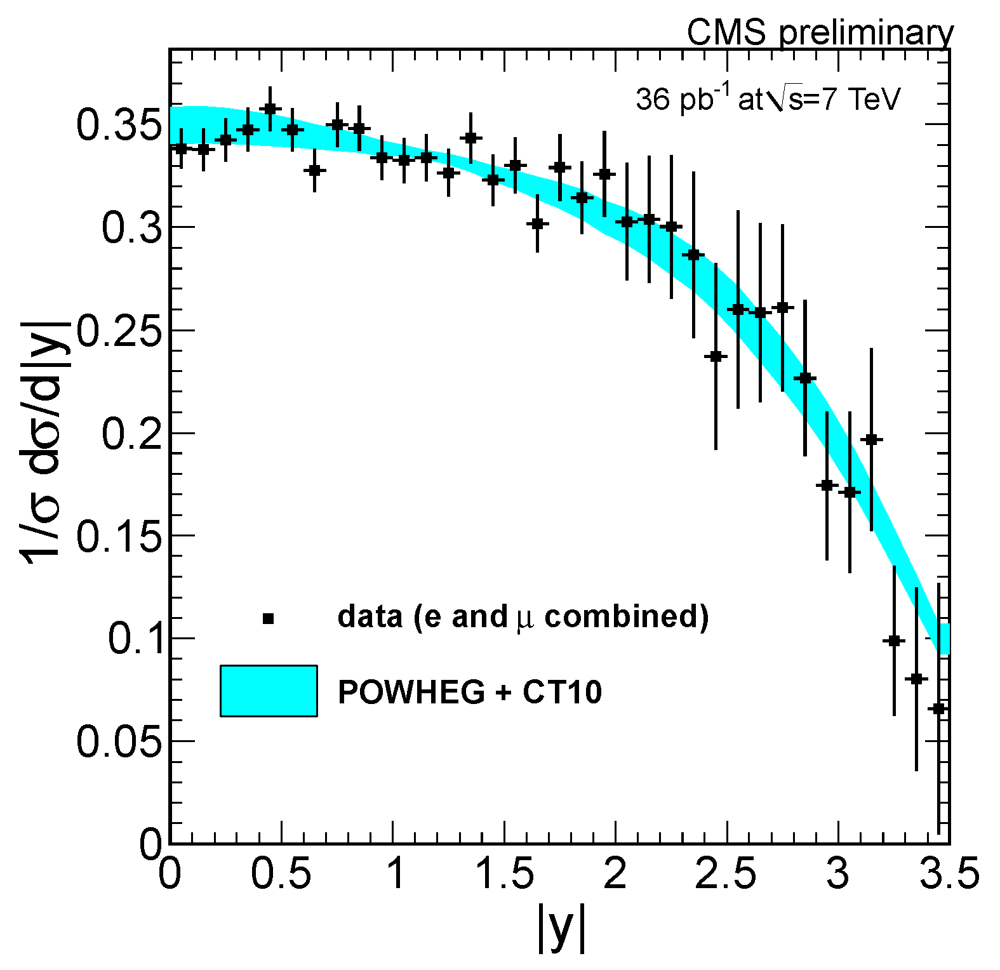 CMS preliminary
36 pb⁻¹ at √s=7 TeV
1/σ dσ/d|y|
0.35
0.3
0.25
0.2
0.15
0.1
0.05
0
data (e and μ combined)
POWHEG + CT10
0 0.5 1 1.5 2 2.5 3 3.5
|y|